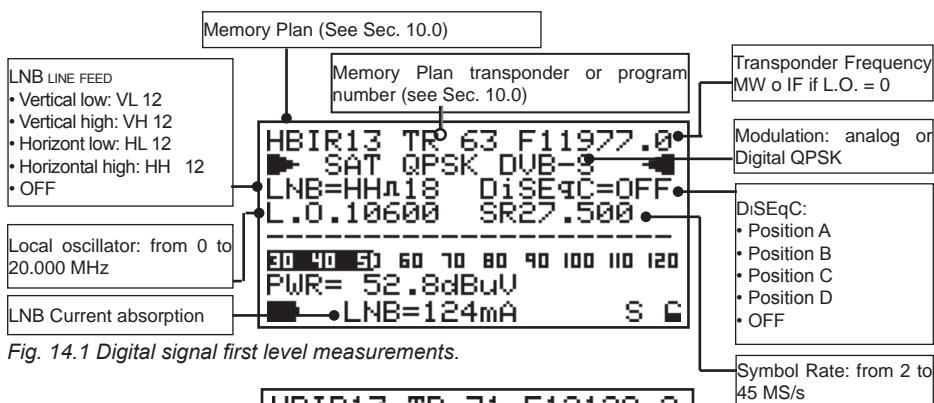 Memory Plan (See Sec. 10.0)
LNB LINE FEED
• Vertical low: VL 12
• Vertical high: VH 12
• Horizont low: HL 12
• Horizontal high: HH 12
• OFF
Memory Plan transponder or program
number (see Sec. 10.0)
Transponder Frequency
MW o IF if L.O. = 0
Modulation: analog or
Digital QPSK
HBIR13 TR 63 F11977.0
SAT QPSK DVB-S
LNB=HH 18 DiSEqC=OFF
L.O.10600 SR27.500
30 40 50 60 70 80 90 100 110 120
PWR= 52.8dBuV
LNB=124mA S
DiSEqC:
• Position A
• Position B
• Position C
• Position D
• OFF
Local oscillator: from 0 to
20.000 MHz
LNB Current absorption
Symbol Rate: from 2 to
45 MS/s
Fig. 14.1 Digital signal first level measurements.